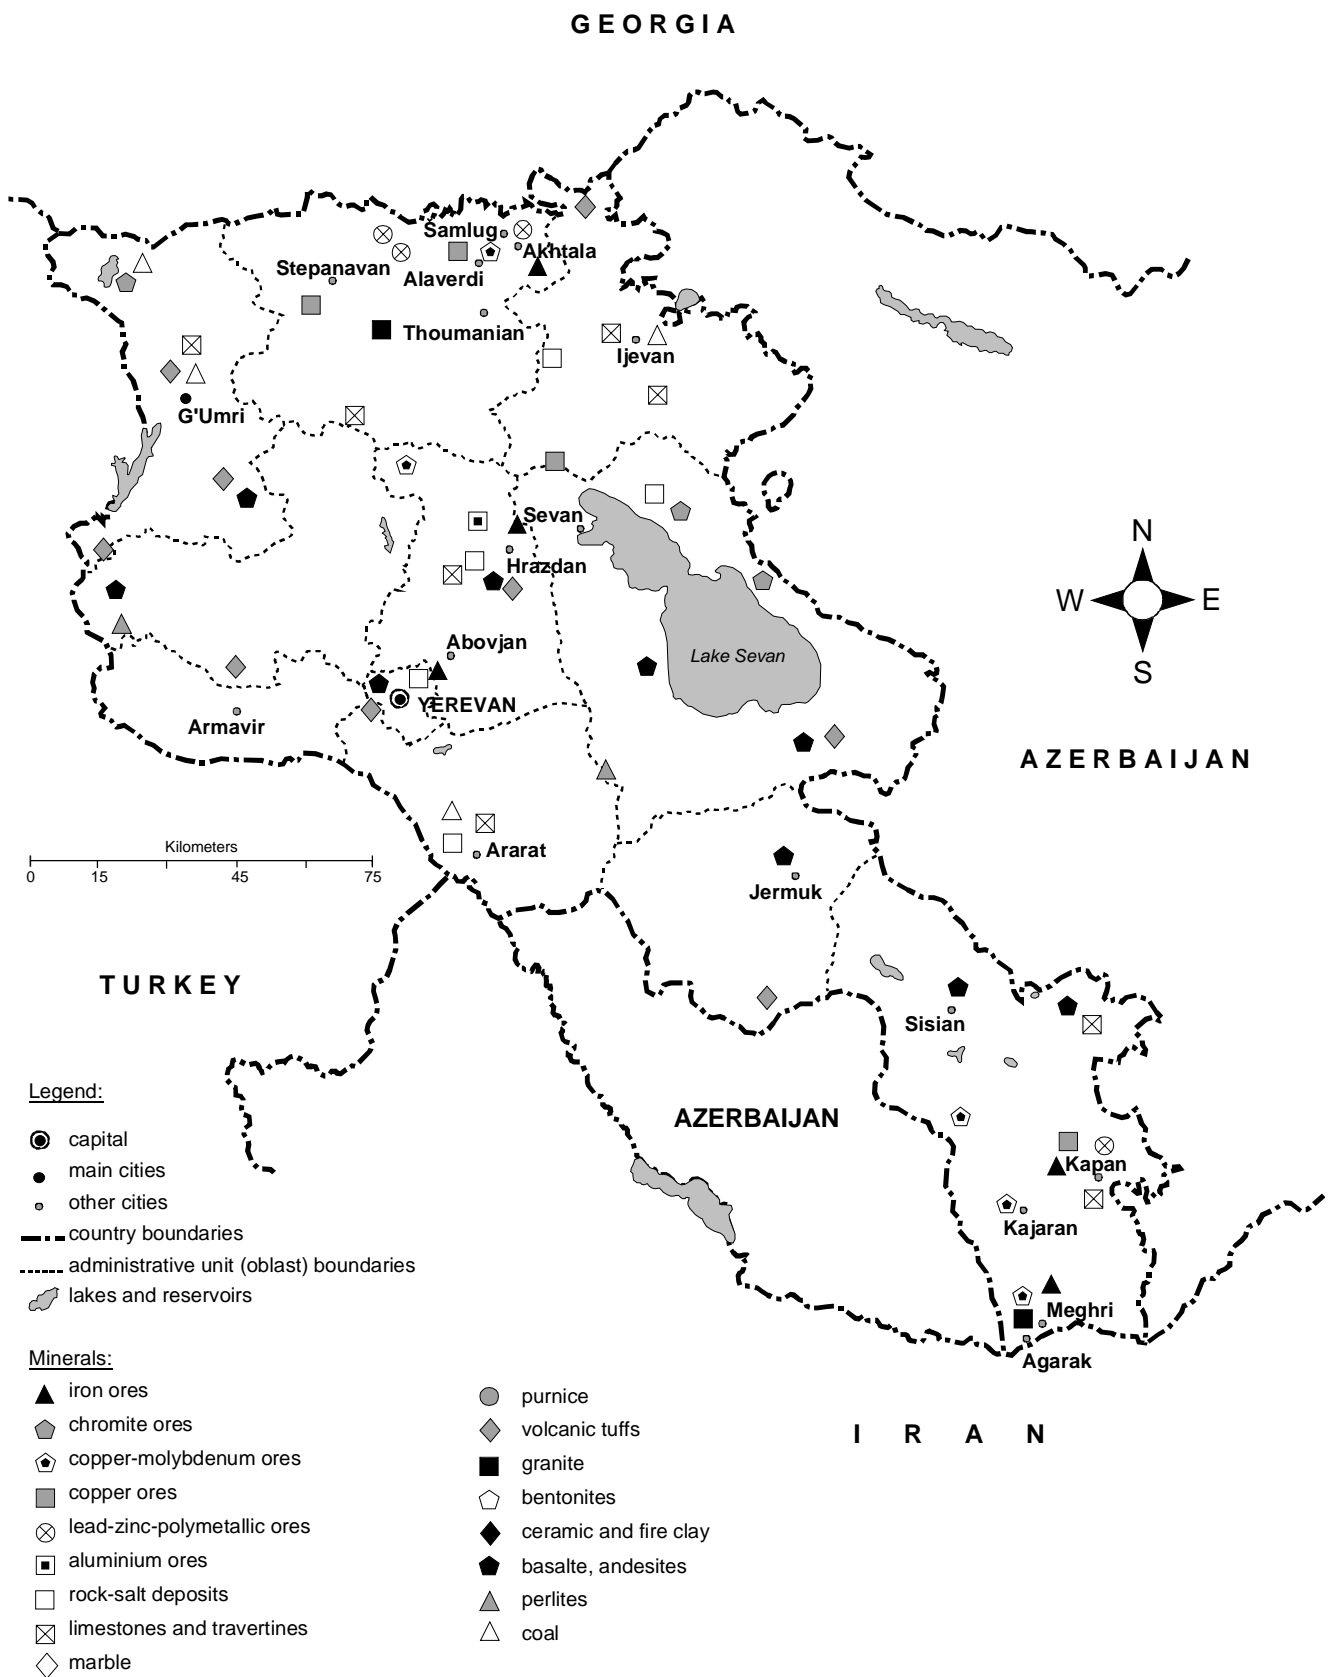 GEORGIA
Samlug
Akhtala
Stepanavan
Alaverdi
Thoumanian
Ijevan
G'Umri
Sevan
Hrazdan
N
W
E
S
Abovjan
Lake Sevan
YEREVAN
Armavir
AZERBAIJAN
Kilometers
0 15 45 75
Ararat
Jermuk
TURKEY
Sisian
AZERBAIJAN
Kapan
Kajaran
Meghri
Agarak
IRAN
Legend:
capital
main cities
other cities
country boundaries
administrative unit (oblast) boundaries
lakes and reservoirs
Minerals:
iron ores
chromite ores
copper-molybdenum ores
copper ores
lead-zinc-polymetallic ores
aluminium ores
rock-salt deposits
limestones and travertines
marble
purnice
volcanic tuffs
granite
bentonites
ceramic and fire clay
basalte, andesites
perlites
coal